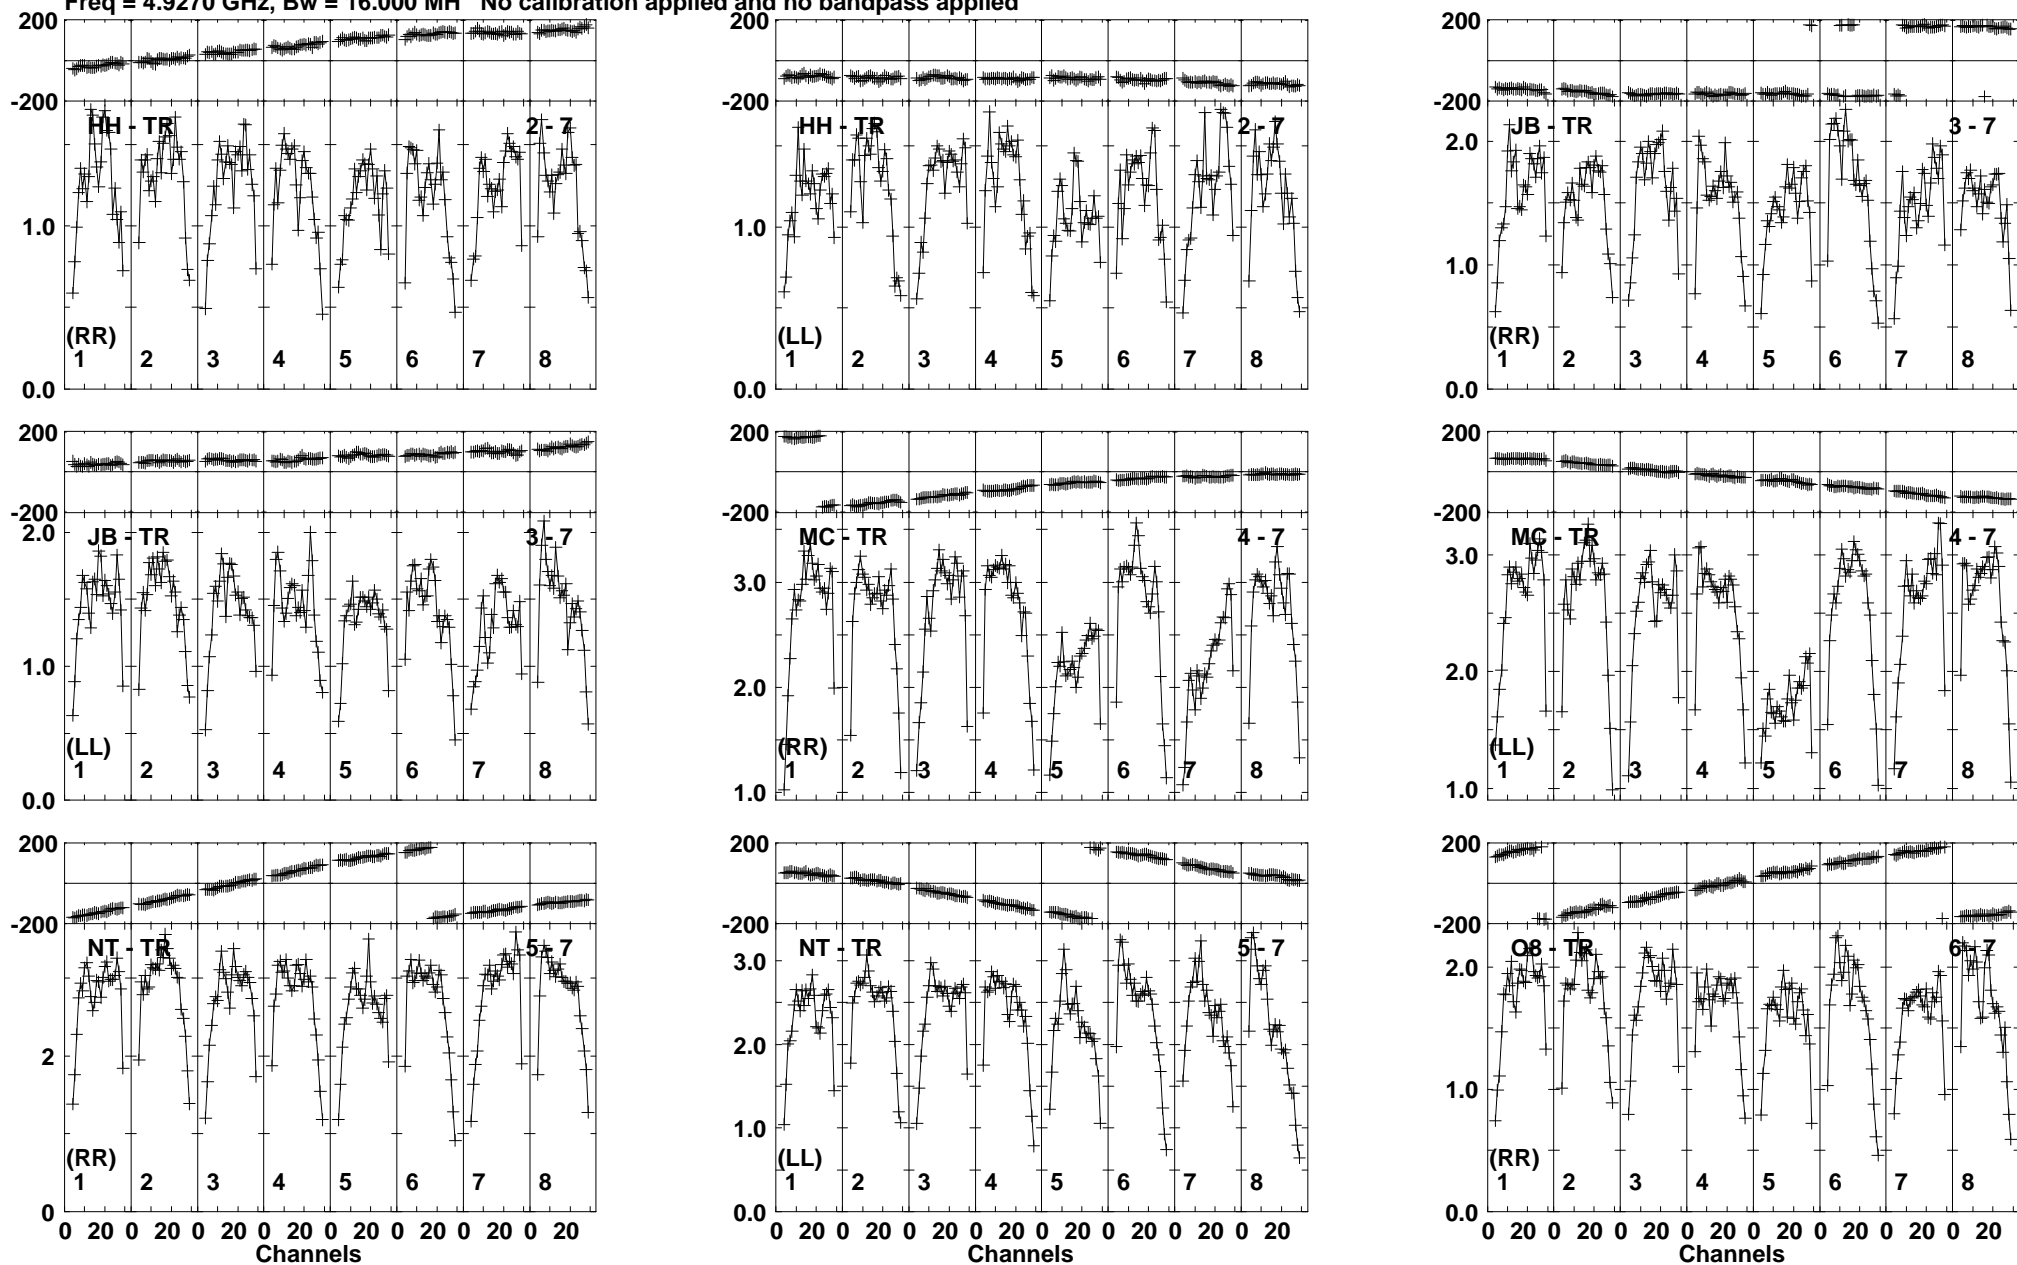 Freq = 4.9270 GHz, Bw = 16.000 MH No calibration applied and no bandpass applied
200
-200
HH - TR 2 - 7
1.0
(RR)
1 2 3 4 5 6 7 8
0.0
200
-200
HH - TR 2 - 7
1.0
(LL)
1 2 3 4 5 6 7 8
0.0
200
-200
JB - TR 3 - 7
2.0
1.0
(RR)
1 2 3 4 5 6 7 8
0.0
200
-200
JB - TR 3 - 7
2.0
1.0
(LL)
1 2 3 4 5 6 7 8
0.0
200
-200
MC - TR 4 - 7
3.0
2.0
(RR)
1 2 3 4 5 6 7 8
1.0
200
-200
MC - TR 4 - 7
3.0
2.0
(LL)
1 2 3 4 5 6 7 8
1.0
200
-200
NT - TR 5 - 7
2
(RR)
1 2 3 4 5 6 7 8
0
0 20 0 20 0 20 0 20 0 20 0 20 0 20 0 20
Channels
200
-200
NT - TR 5 - 7
3.0
2.0
1.0
(LL)
1 2 3 4 5 6 7 8
0.0
0 20 0 20 0 20 0 20 0 20 0 20 0 20 0 20
200
-200
O8 - TR 6 - 7
2.0
1.0
(RR)
1 2 3 4 5 6 7 8
0.0
0 20 0 20 0 20 0 20 0 20 0 20 0 20 0 20
Channels